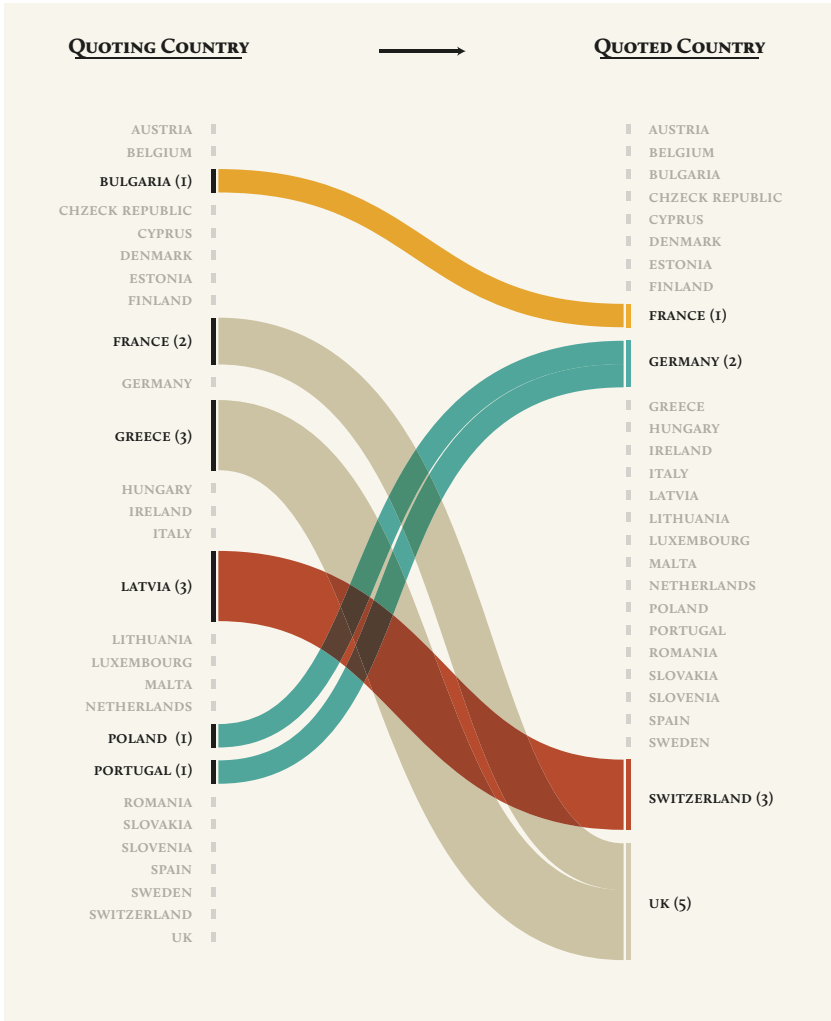 Quoting Country
Quoted Country
AUSTRIA
BELGIUM
BULGARIA (1)
CHZECK REPUBLIC
CYPRUS
DENMARK
ESTONIA
FINLAND
FRANCE (2)
GERMANY
GREECE (3)
HUNGARY
IRELAND
ITALY
LATVIA (3)
LITHUANIA
LUXEMBOURG
MALTA
NETHERLANDS
POLAND (1)
PORTUGAL (1)
ROMANIA
SLOVAKIA
SLOVENIA
SPAIN
SWEDEN
SWITZERLAND
UK
AUSTRIA
BELGIUM
BULGARIA
CHZECK REPUBLIC
CYPRUS
DENMARK
ESTONIA
FINLAND
FRANCE (1)
GERMANY (2)
GREECE
HUNGARY
IRELAND
ITALY
LATVIA
LITHUANIA
LUXEMBOURG
MALTA
NETHERLANDS
POLAND
PORTUGAL
ROMANIA
SLOVAKIA
SLOVENIA
SPAIN
SWEDEN
SWITZERLAND (3)
UK (5)